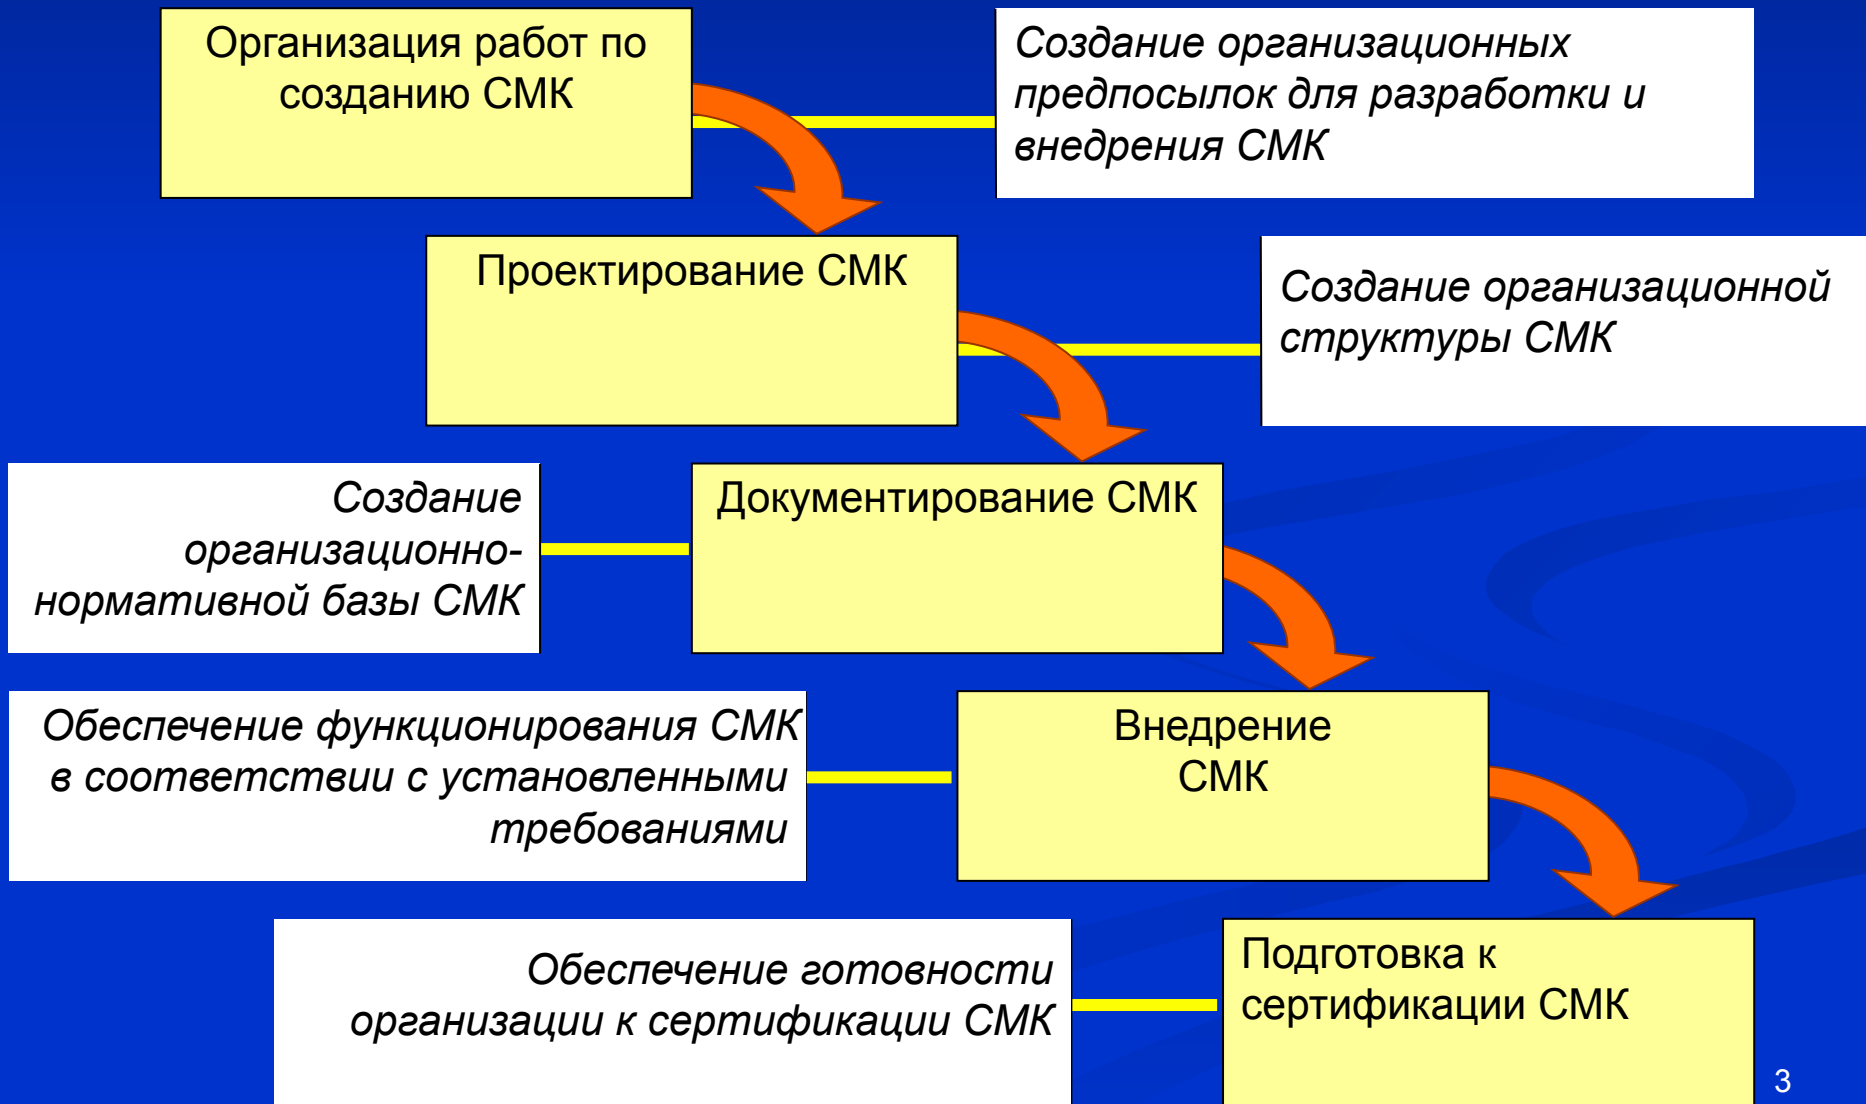 Организация работ по
созданию СМК
Создание организационных
предпосылок для разработки и
внедрения СМК
Проектирование СМК
Создание организационной
структуры СМК
Создание
организационно-
нормативной базы СМК
Документирование СМК
Обеспечение функционирования СМК
в соответствии с установленными
требованиями
Внедрение
СМК
Обеспечение готовности
организации к сертификации СМК
Подготовка к
сертификации СМК
3